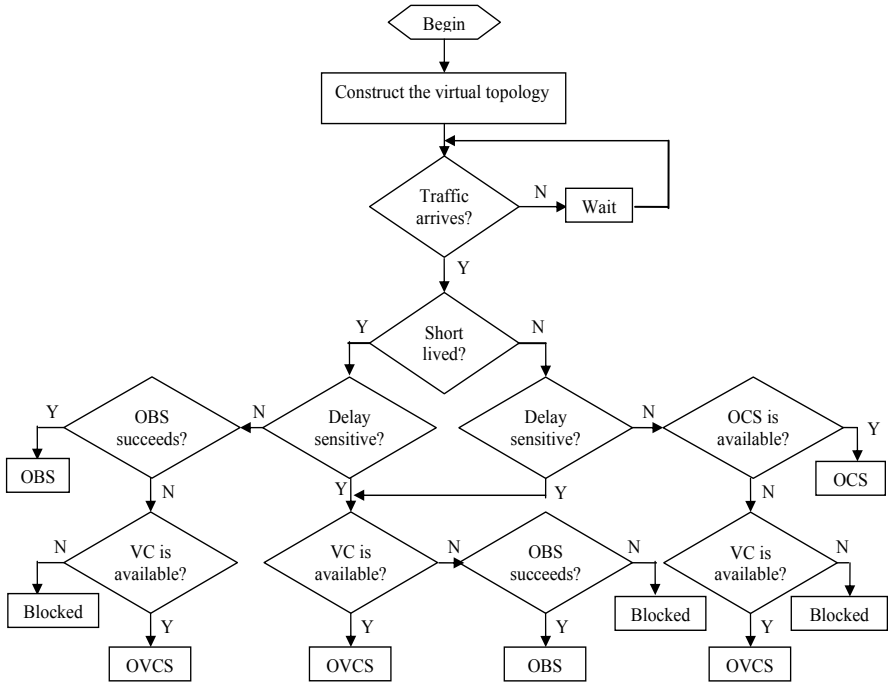 Begin
Construct the virtual topology
Traffic
arrives?
N
Wait
Y
Short
lived?
Y
N
OBS
succeeds?
Y
N
Delay
sensitive?
Delay
sensitive?
N
OCS is
available?
Y
OBS
OCS
N
Y
Y
N
VC is
available?
N
VC is
available?
N
OBS
succeeds?
N
VC is
available?
N
Blocked
Blocked
Blocked
Y
Y
Y
Y
OVCS
OVCS
OBS
OVCS